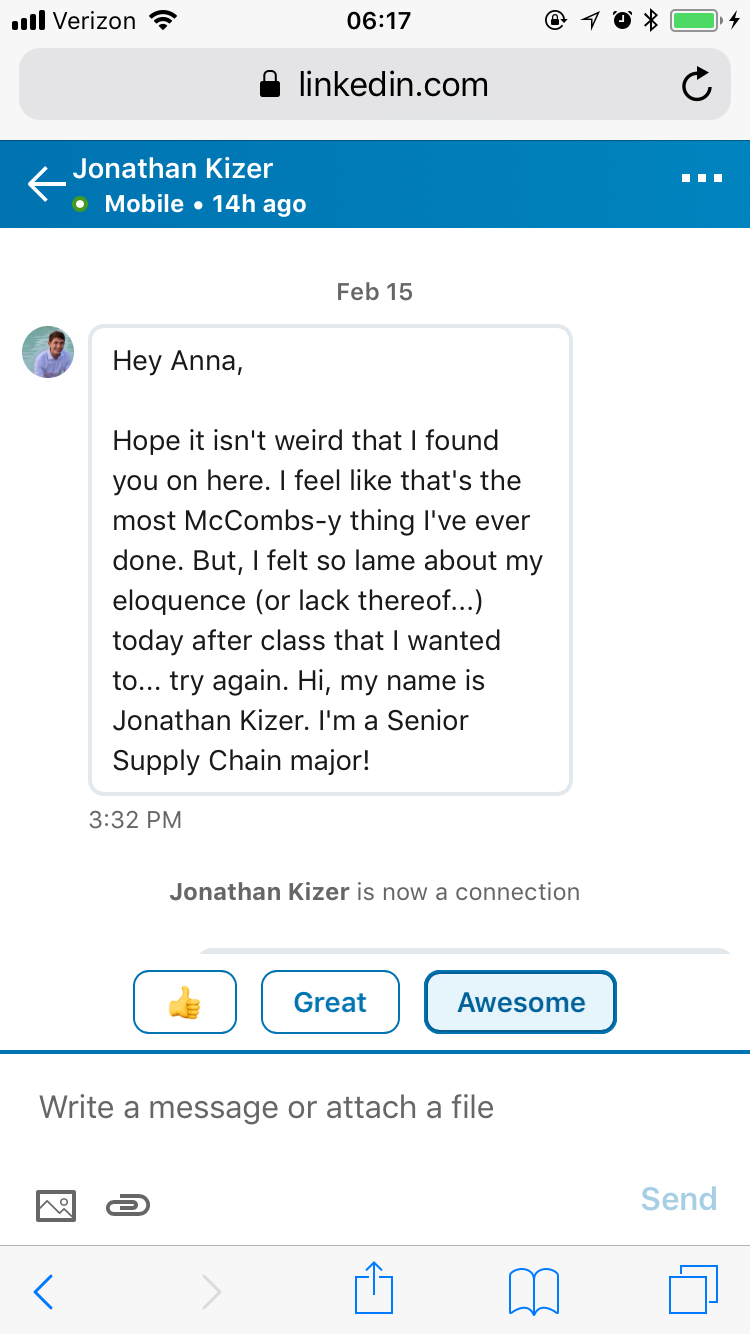 Verizon 06:17
linkedin.com
Jonathan Kizer
Mobile • 14h ago
Feb 15
Hey Anna,
Hope it isn't weird that I found
you on here. I feel like that's the
most McCombs-y thing I've ever
done. But, I felt so lame about my
eloquence (or lack thereof...)
today after class that I wanted
to... try again. Hi, my name is
Jonathan Kizer. I'm a Senior
Supply Chain major!
3:32 PM
Jonathan Kizer is now a connection
👍 Great Awesome
Write a message or attach a file
Send